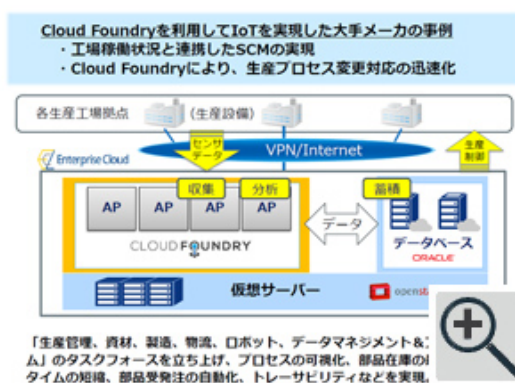 Cloud Foundryを利用してIoTを実現した大手メーカの事例
・工場稼働状況と連携したSCMの実現
・Cloud Foundryにより、生産プロセス変更対応の迅速化
各生産工場拠点
(生産設備)
センサ
データ
VPN/Internet
生産
制御
Enterprise Cloud
収集
分析
蓄積
AP AP AP AP
データ
CLOUD FOUNDRY
データベース
ORACLE
仮想サーバー
opensta
「生産管理、資材、製造、物流、ロボット、データマネジメント&
ム」のタスクフォースを立ち上げ、プロセスの可視化、部品在庫の
タイムの短縮、部品受発注の自動化、トレーサビリティなどを実現。